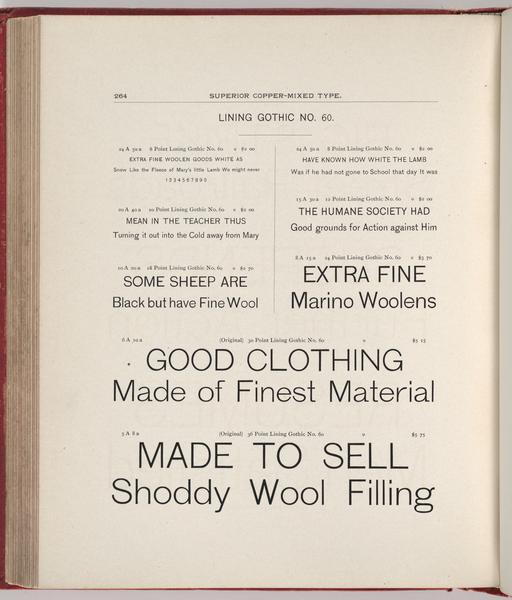 264 SUPERIOR COPPER-MIXED TYPE.
LINING GOTHIC NO. 60.
24 A 50 a 6 Point Lining Gothic No. 60 $2 00
EXTRA FINE WOOLEN GOODS WHITE AS
Snow Like the Fleece of Mary's little Lamb We might never
1234567890
20 A 40 a 10 Point Lining Gothic No. 60 $2 00
MEAN IN THE TEACHER THUS
Turning it out into the Cold away from Mary
10 A 20 a 18 Point Lining Gothic No. 60 $2 70
SOME SHEEP ARE
Black but have Fine Wool
24 A 50 a 8 Point Lining Gothic No. 60 $2 00
HAVE KNOWN HOW WHITE THE LAMB
Was if he had not gone to School that day It was
15 A 30 a 12 Point Lining Gothic No. 60 $2 00
THE HUMANE SOCIETY HAD
Good grounds for Action against Him
8 A 15 a 24 Point Lining Gothic No. 60 $3 70
EXTRA FINE
Marino Woolens
6 A 10 a (Original) 30 Point Lining Gothic No. 60 $5 15
GOOD CLOTHING
Made of Finest Material
5 A 8 a (Original) 36 Point Lining Gothic No. 60 $5 75
MADE TO SELL
Shoddy Wool Filling